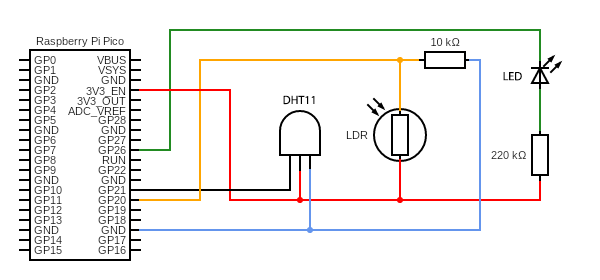 10 kΩ
Raspberry Pi Pico
GP0 VBUS
GP1 VSYS
GND GND
GP2 3V3_EN
GP3 3V3_OUT
GP4 ADC_VREF
GP5 GP28
GND GND
GP6 GP27
GP7 GP26
GP8 RUN
GP9 GP22
GND GND
GP10 GP21
GP11 GP20
GP12 GP19
GP13 GP18
GND GND
GP14 GP17
GP15 GP16
DHT11
LDR
LED
220 kΩ